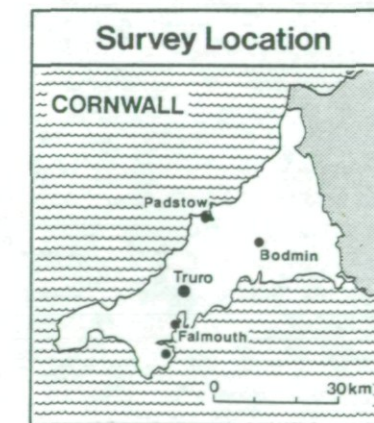 Survey Location
CORNWALL
Padstow
Bodmin
Truro
Falmouth
0 30km